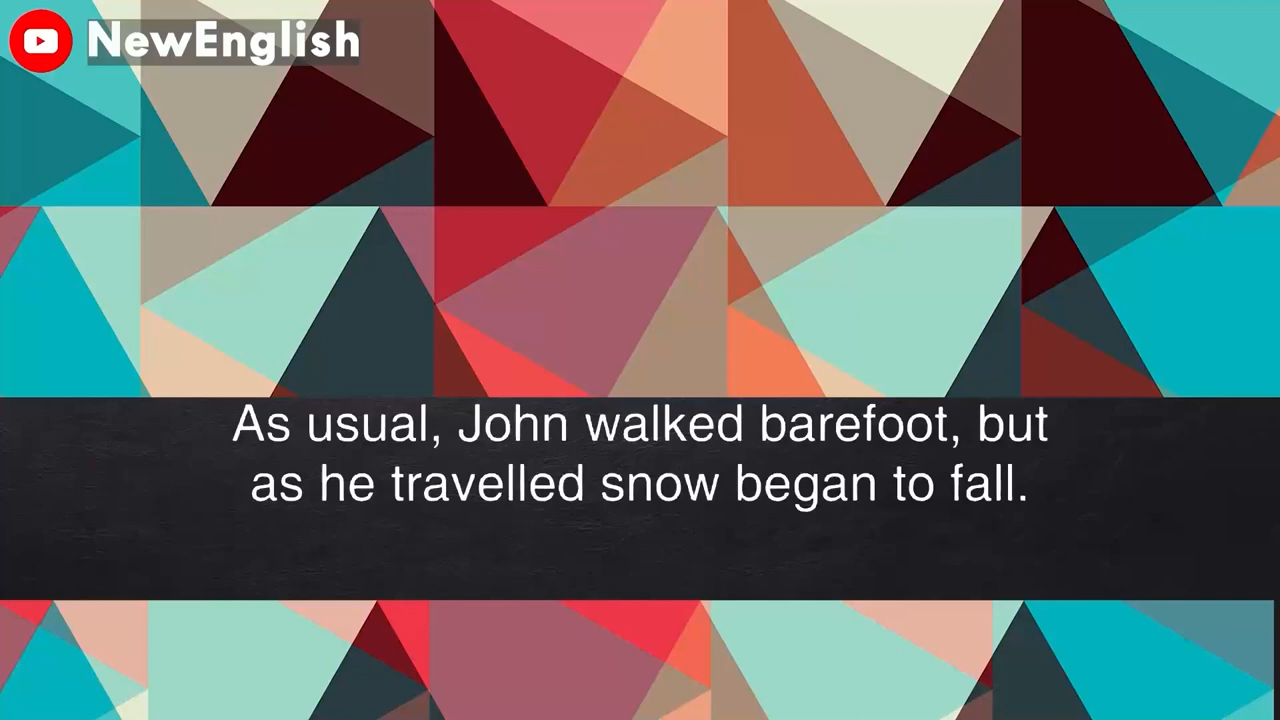 NewEnglish
As usual, John walked barefoot, but
as he travelled snow began to fall.